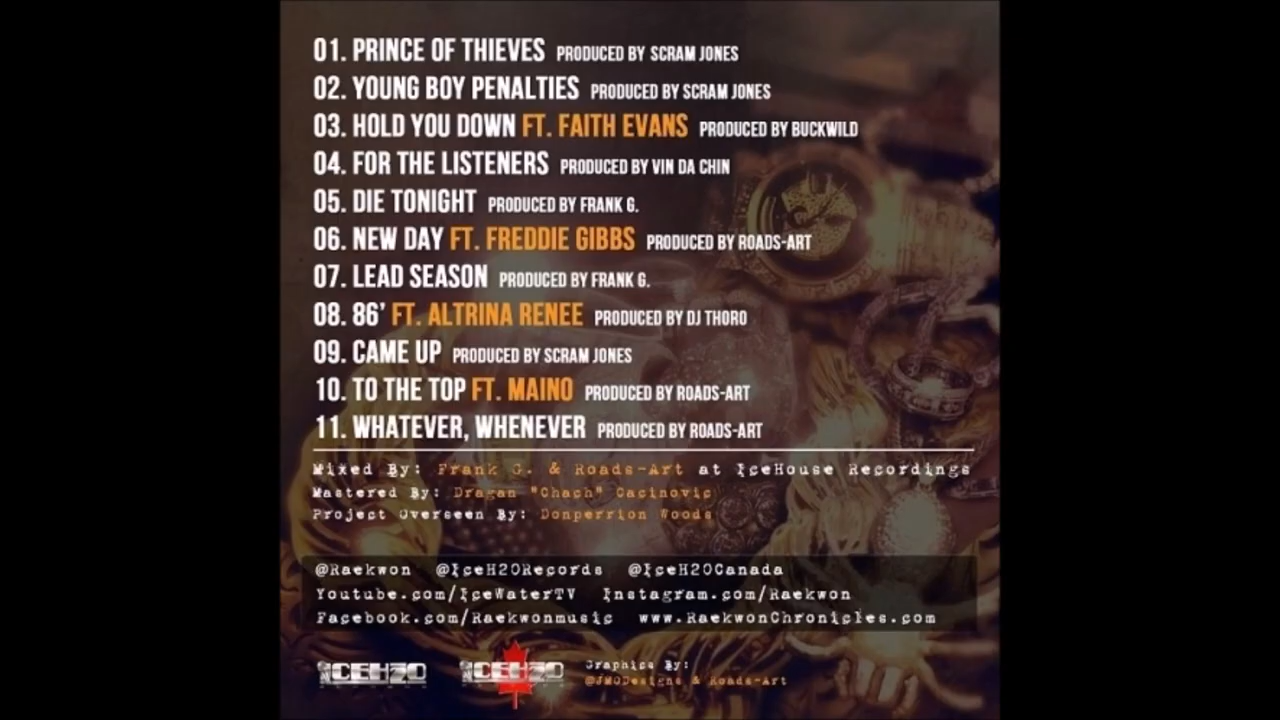 01. PRINCE OF THIEVES PRODUCED BY SCRAM JONES
02. YOUNG BOY PENALTIES PRODUCED BY SCRAM JONES
03. HOLD YOU DOWN FT. FAITH EVANS PRODUCED BY BUCKWILD
04. FOR THE LISTENERS PRODUCED BY VIN DA CHIN
05. DIE TONIGHT PRODUCED BY FRANK G.
06. NEW DAY FT. FREDDIE GIBBS PRODUCED BY ROADS-ART
07. LEAD SEASON PRODUCED BY FRANK G.
08. 86' FT. ALTRINA RENEE PRODUCED BY DJ THORO
09. CAME UP PRODUCED BY SCRAM JONES
10. TO THE TOP FT. MAINO PRODUCED BY ROADS-ART
11. WHATEVER, WHENEVER PRODUCED BY ROADS-ART
Mixed By: Frank G. & Roads-Art at IceHouse Recordings
Mastered By: Dragan "Chach" Cacinovic
Project Overseen By: Donperrion Woods
@Raekwon @IceH2ORecords @IceH2OCanada
Youtube.com/IceWaterTV Instagram.com/Raekwon
Facebook.com/Raekwonmusic www.RaekwonChronicles.com
ICEH2O ICEH2O Graphics By:
@JMODesigns & Roads-Art